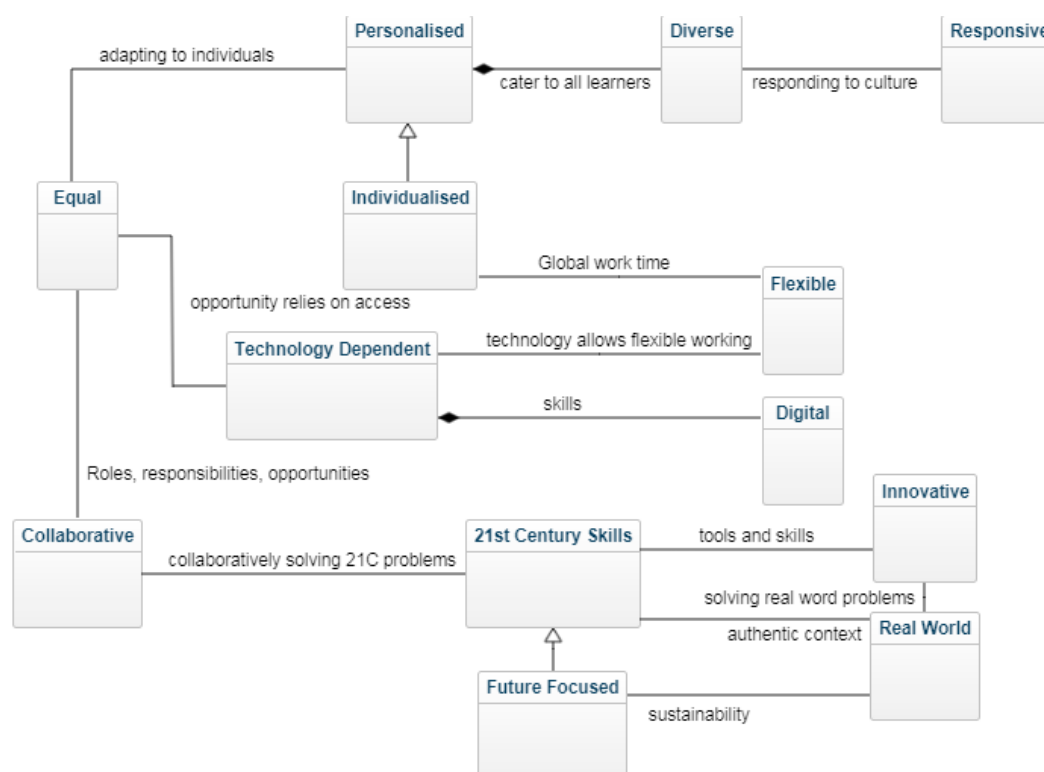 Personalised
Diverse
Responsive
adapting to individuals
cater to all learners
responding to culture
Equal
Individualised
Global work time
Flexible
opportunity relies on access
Technology Dependent
technology allows flexible working
skills
Digital
Roles, responsibilities, opportunities
Innovative
Collaborative
21st Century Skills
tools and skills
collaboratively solving 21C problems
solving real word problems
authentic context
Real World
Future Focused
sustainability